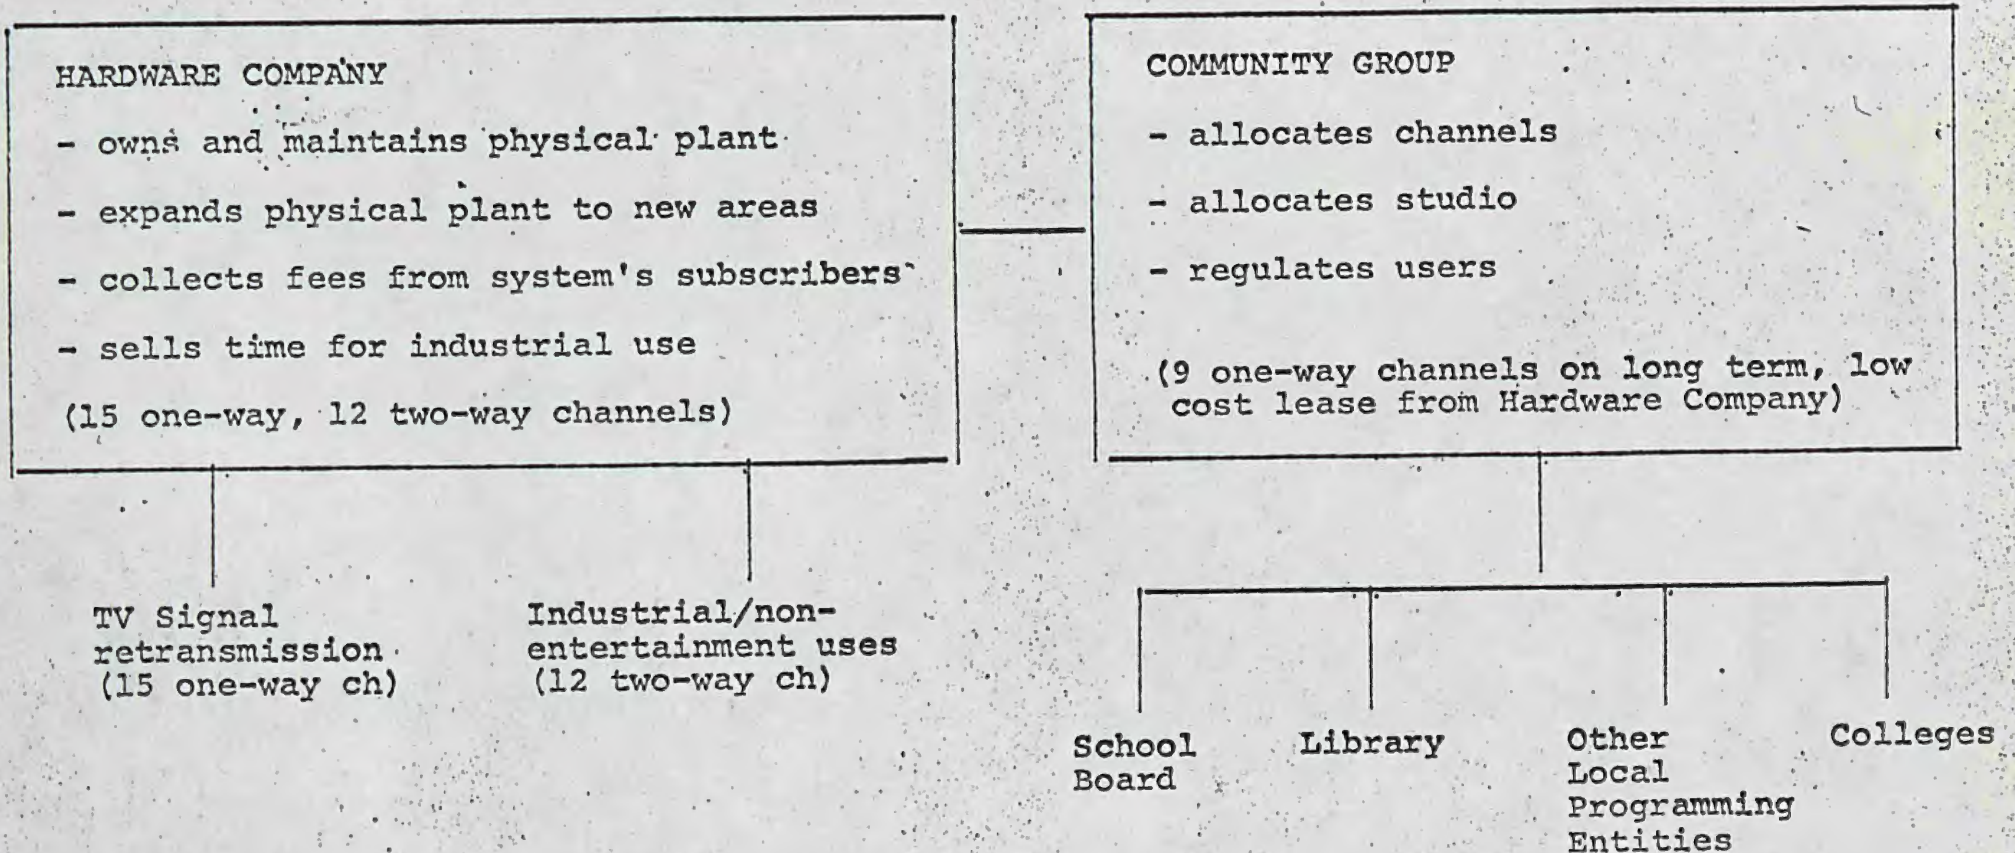 HARDWARE COMPANY
- owns and maintains physical plant
- expands physical plant to new areas
- collects fees from system's subscribers
- sells time for industrial use
(15 one-way, 12 two-way channels)
COMMUNITY GROUP
- allocates channels
- allocates studio
- regulates users
(9 one-way channels on long term, low
cost lease from Hardware Company)
TV Signal
retransmission
(15 one-way ch)
Industrial/non-
entertainment uses
(12 two-way ch)
School
Board
Library
Other
Local
Programming
Entities
Colleges